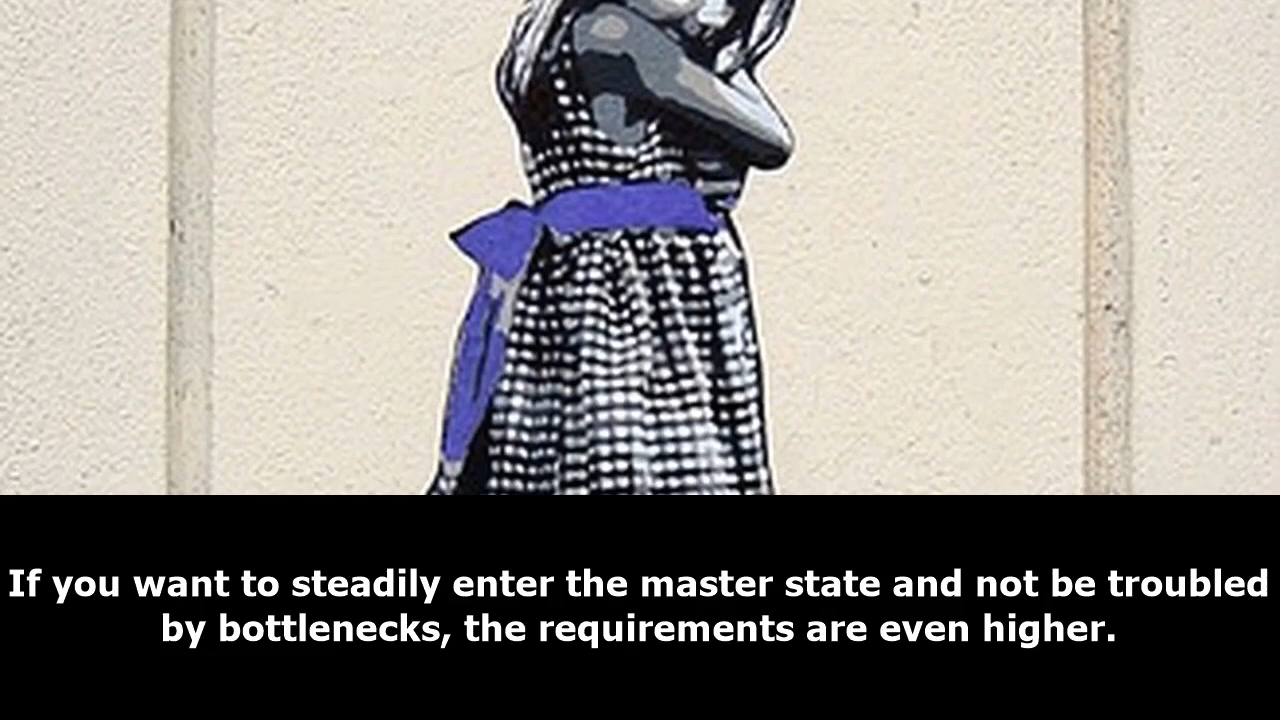 If you want to steadily enter the master state and not be troubled
by bottlenecks, the requirements are even higher.